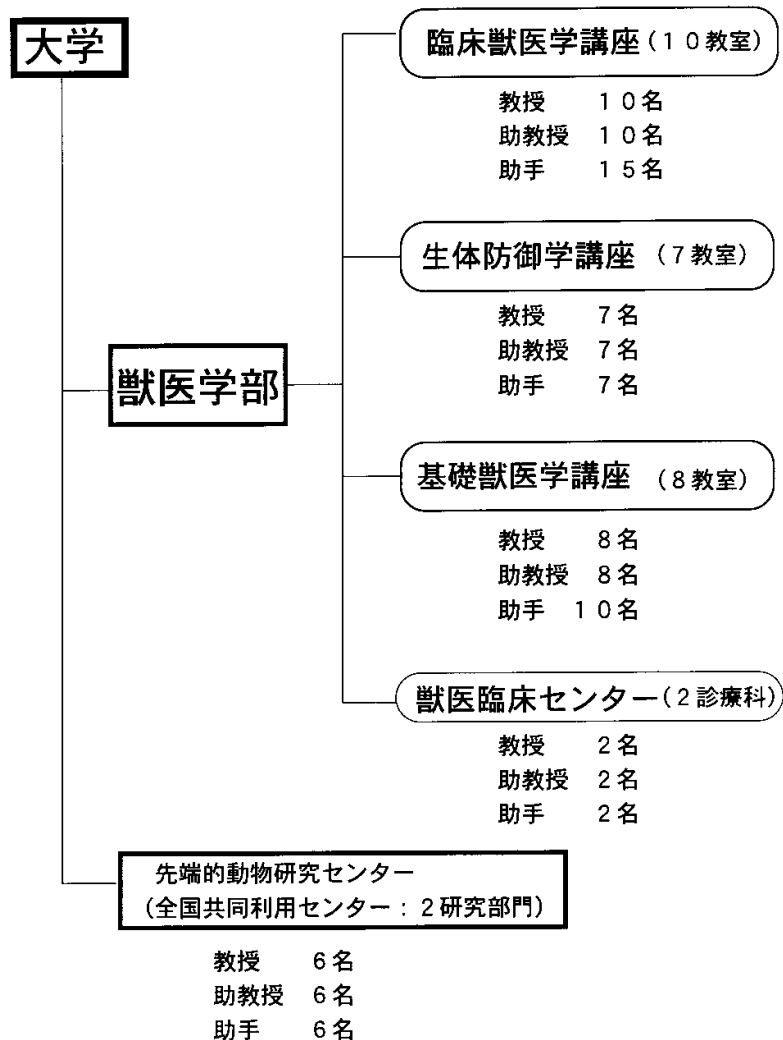 大学
臨床獣医学講座(10教室)
教授 10名
助教授 10名
助手 15名
生体防御学講座 (7教室)
教授 7名
助教授 7名
助手 7名
獣医学部
基礎獣医学講座 (8教室)
教授 8名
助教授 8名
助手 10名
獣医臨床センター(2診療科)
教授 2名
助教授 2名
助手 2名
先端的動物研究センター
(全国共同利用センター:2研究部門)
教授 6名
助教授 6名
助手 6名